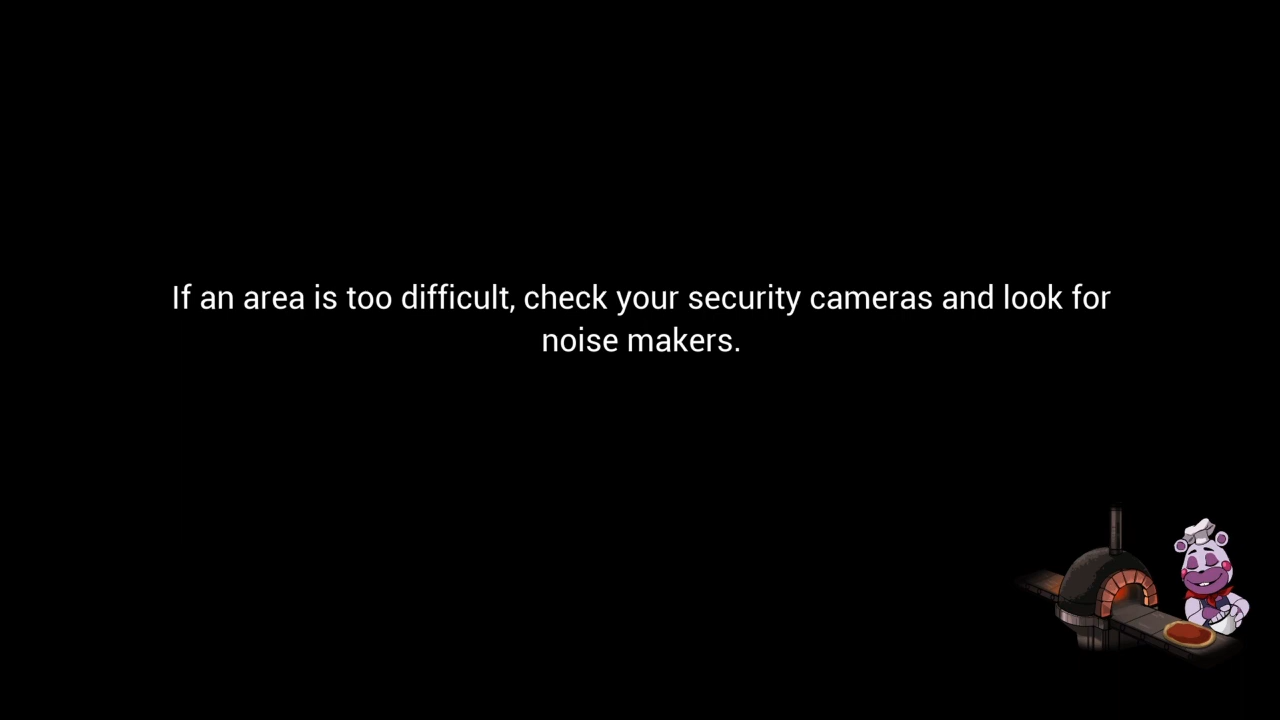 If an area is too difficult, check your security cameras and look for
noise makers.